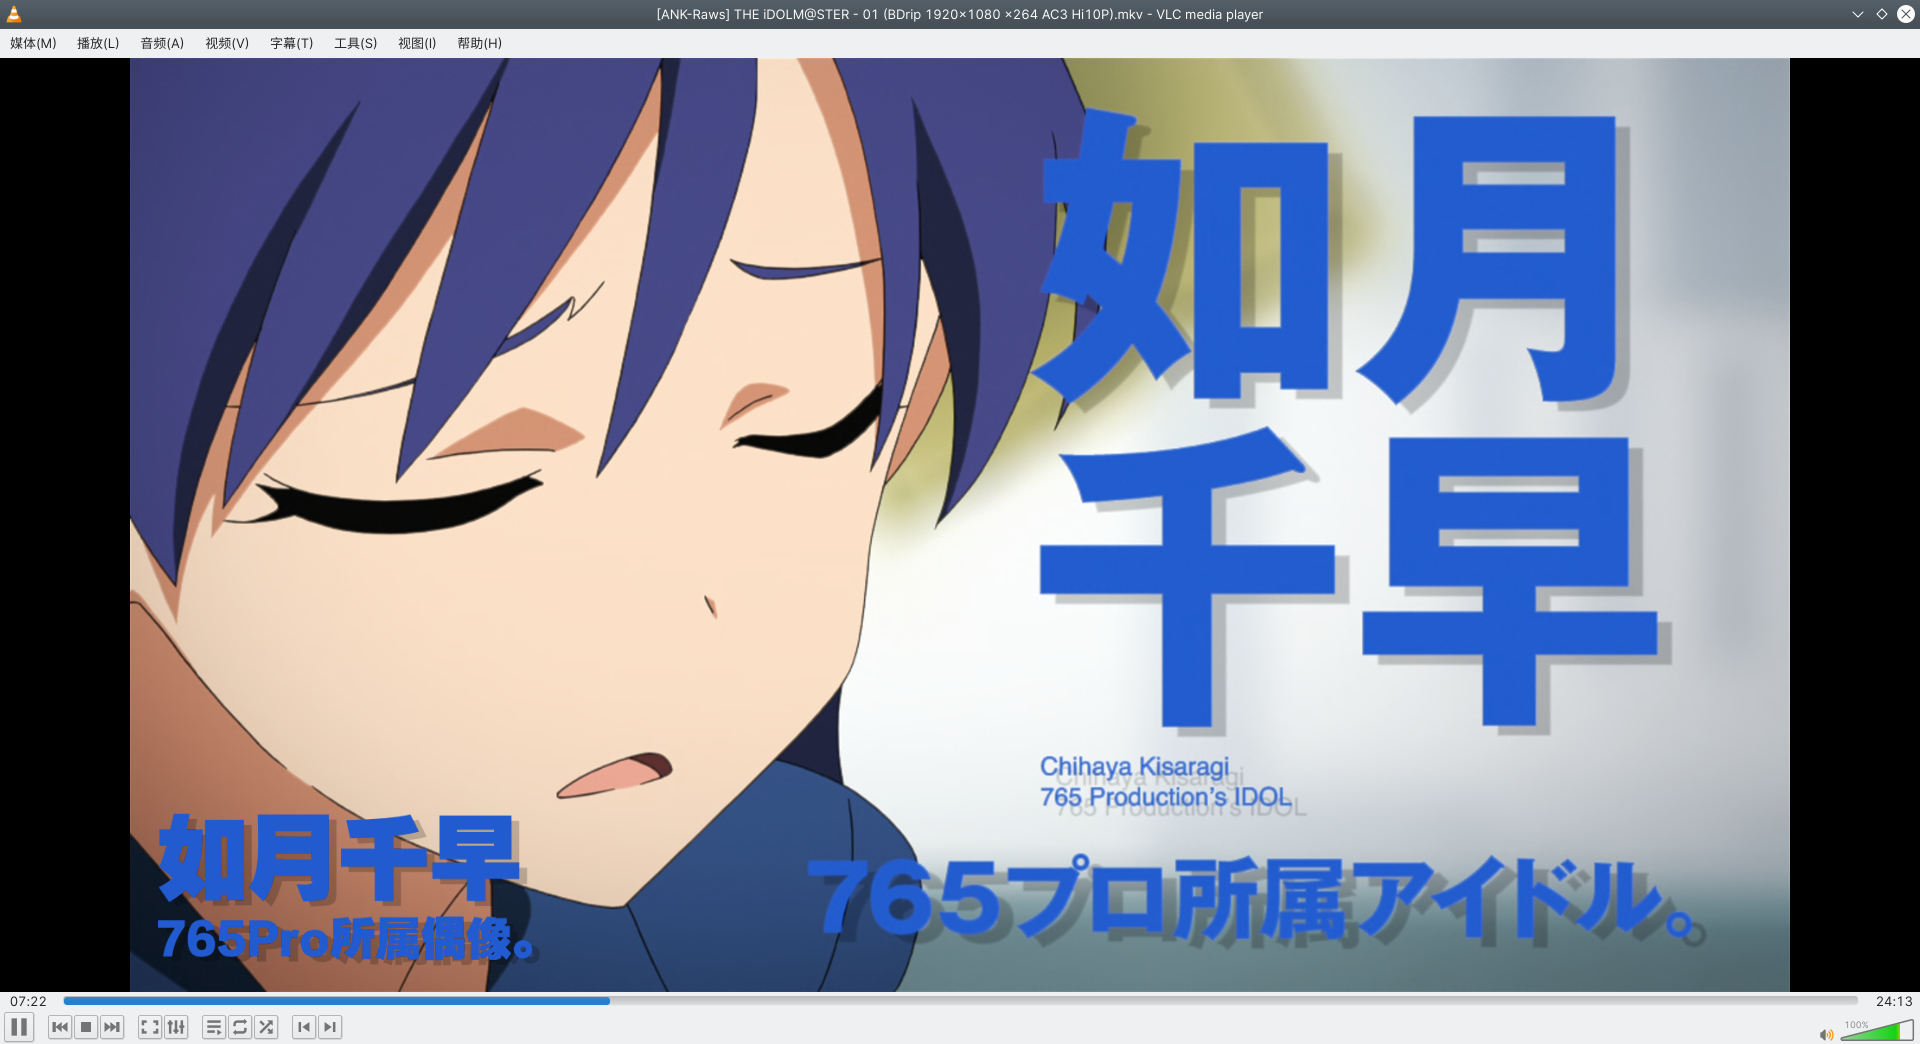 [ANK-Raws] THE iDOLM@STER - 01 (BDrip 1920×1080 ×264 AC3 Hi10P).mkv - VLC media player
媒体(M) 播放(L) 音频(A) 视频(V) 字幕(T) 工具(S) 视图(I) 帮助(H)
如月
千早
Chihaya Kisaragi
765 Production's IDOL
765プロ所属アイドル。
如月千早
765Pro所属偶像。
07:22 24:13
100%